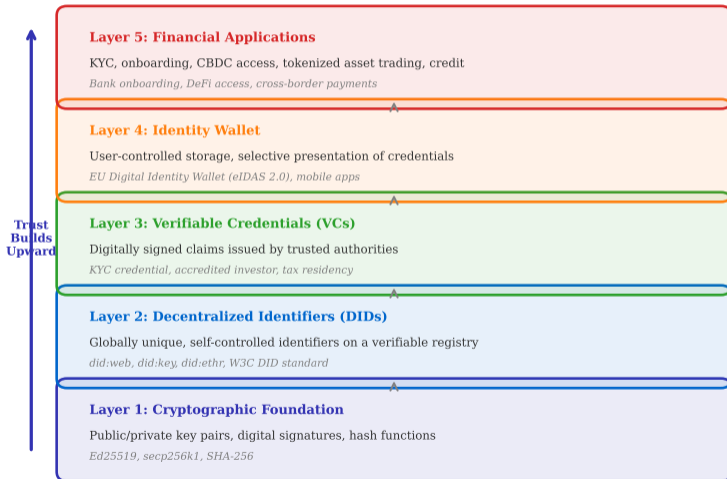 Layer 5: Financial Applications
KYC, onboarding, CBDC access, tokenized asset trading, credit
Bank onboarding, DeFi access, cross-border payments
Layer 4: Identity Wallet
User-controlled storage, selective presentation of credentials
EU Digital Identity Wallet (eIDAS 2.0), mobile apps
Trust
Builds
Upward
Layer 3: Verifiable Credentials (VCs)
Digitally signed claims issued by trusted authorities
KYC credential, accredited investor, tax residency
Layer 2: Decentralized Identifiers (DIDs)
Globally unique, self-controlled identifiers on a verifiable registry
did:web, did:key, did:ethr, W3C DID standard
Layer 1: Cryptographic Foundation
Public/private key pairs, digital signatures, hash functions
Ed25519, secp256k1, SHA-256